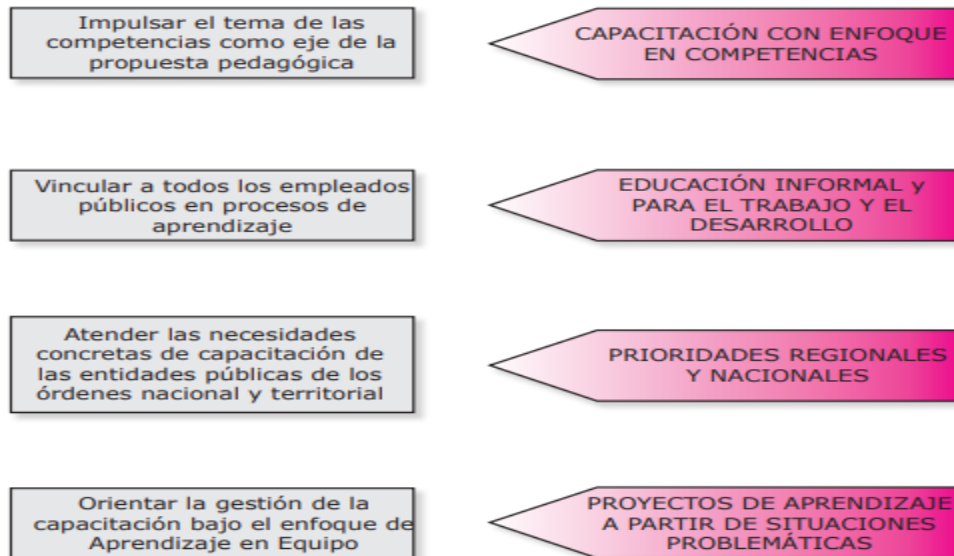 Impulsar el tema de las
competencias como eje de la
propuesta pedagógica
CAPACITACIÓN CON ENFOQUE
EN COMPETENCIAS
Vincular a todos los empleados
públicos en procesos de
aprendizaje
EDUCACIÓN INFORMAL y
PARA EL TRABAJO Y EL
DESARROLLO
Atender las necesidades
concretas de capacitación de
las entidades públicas de los
órdenes nacional y territorial
PRIORIDADES REGIONALES
Y NACIONALES
Orientar la gestión de la
capacitación bajo el enfoque de
Aprendizaje en Equipo
PROYECTOS DE APRENDIZAJE
A PARTIR DE SITUACIONES
PROBLEMÁTICAS